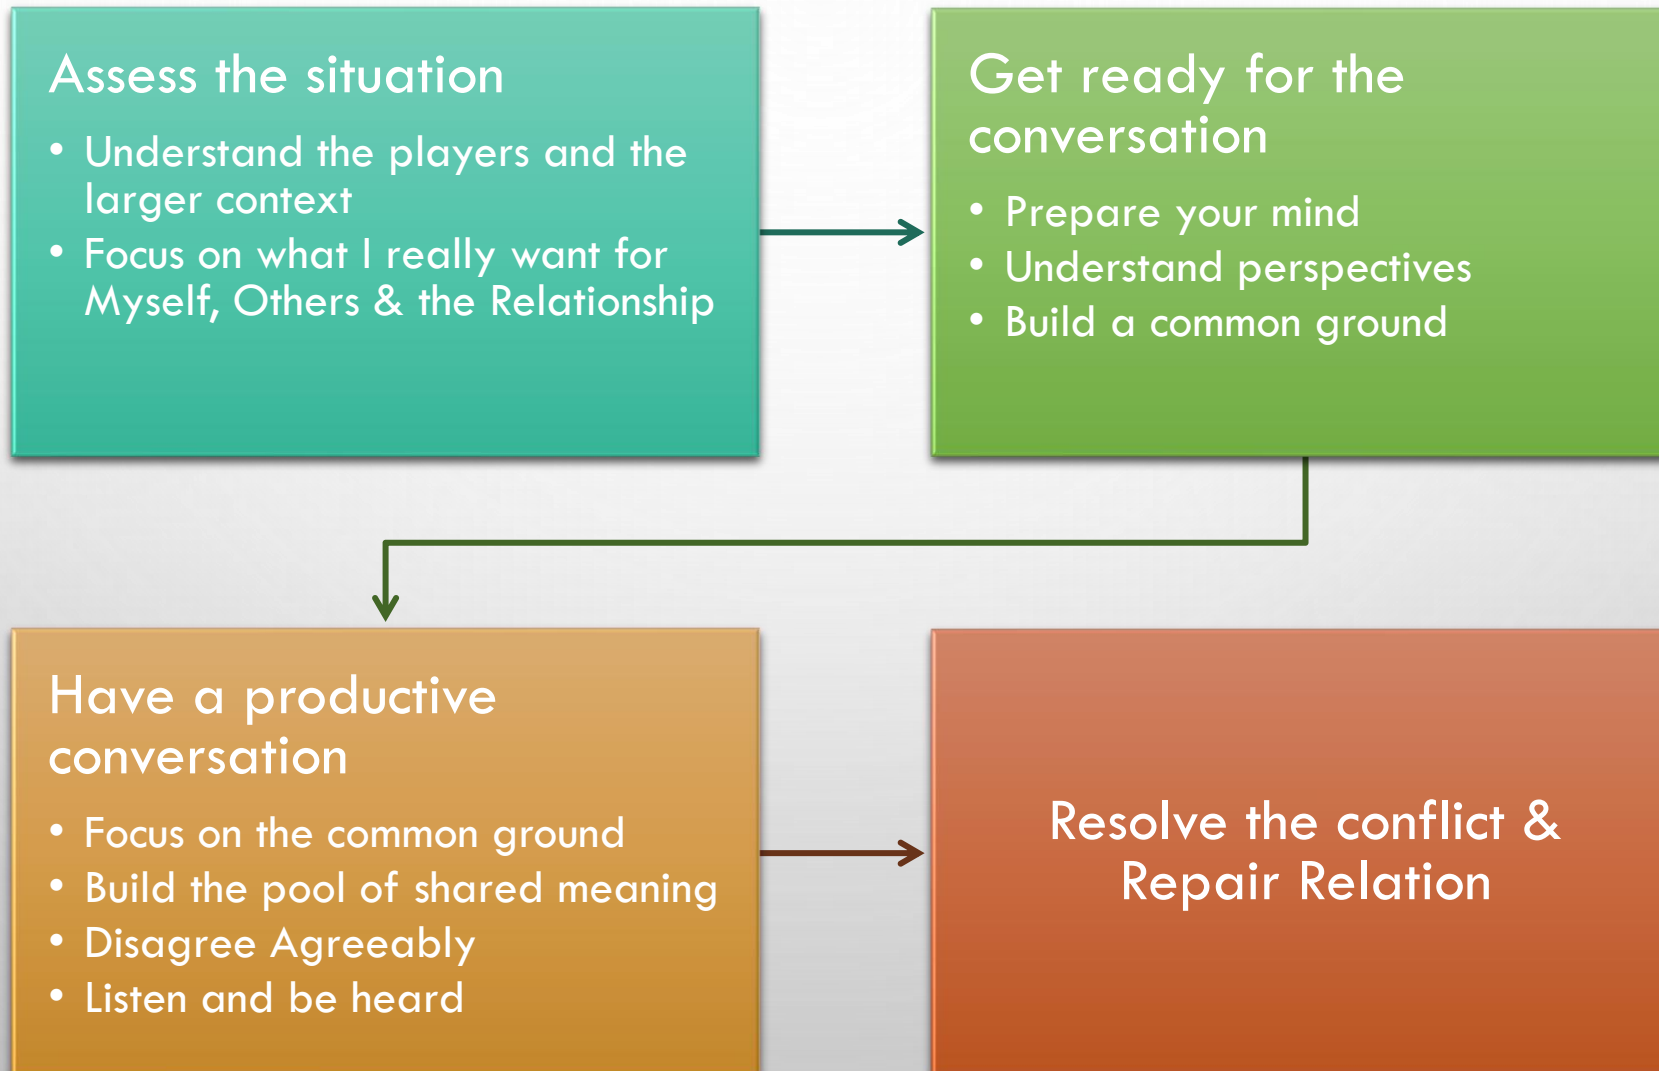 Assess the situation
• Understand the players and the
larger context
• Focus on what I really want for
Myself, Others & the Relationship
Get ready for the
conversation
• Prepare your mind
• Understand perspectives
• Build a common ground
Have a productive
conversation
• Focus on the common ground
• Build the pool of shared meaning
• Disagree Agreeably
• Listen and be heard
Resolve the conflict &
Repair Relation